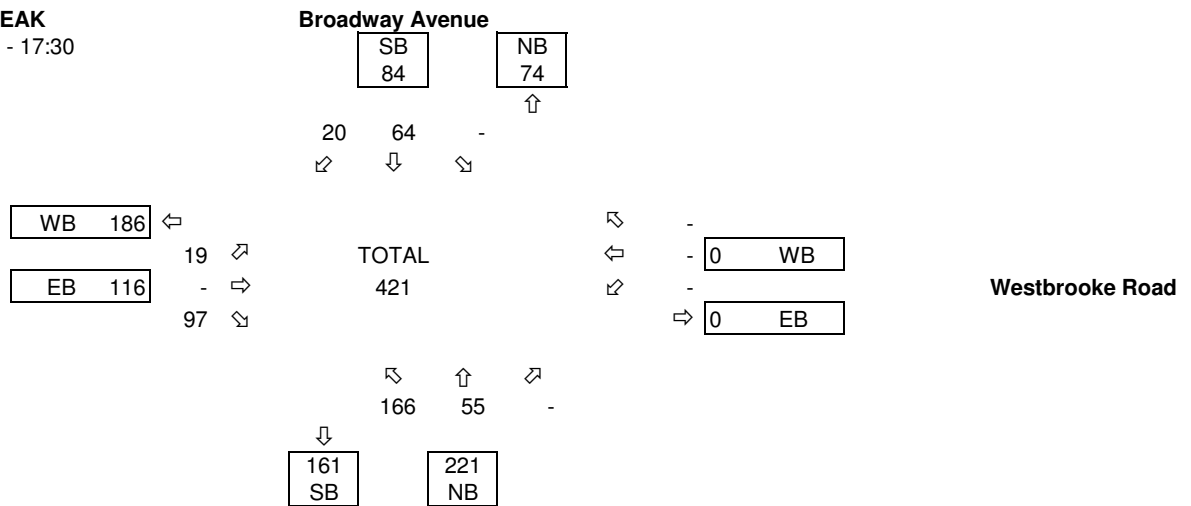 EAK Broadway Avenue
- 17:30 SB NB
84 74
⇧
20 64 -
⬃ ⇩ ⬂
WB 186 ⇦ ⬁ -
19 ⬀ TOTAL ⇦ - 0 WB
EB 116 - ⇨ 421 ⬃ - Westbrooke Road
97 ⬂ ⇨ 0 EB
⬁ ⇧ ⬀
166 55 -
⇩
161 221
SB NB